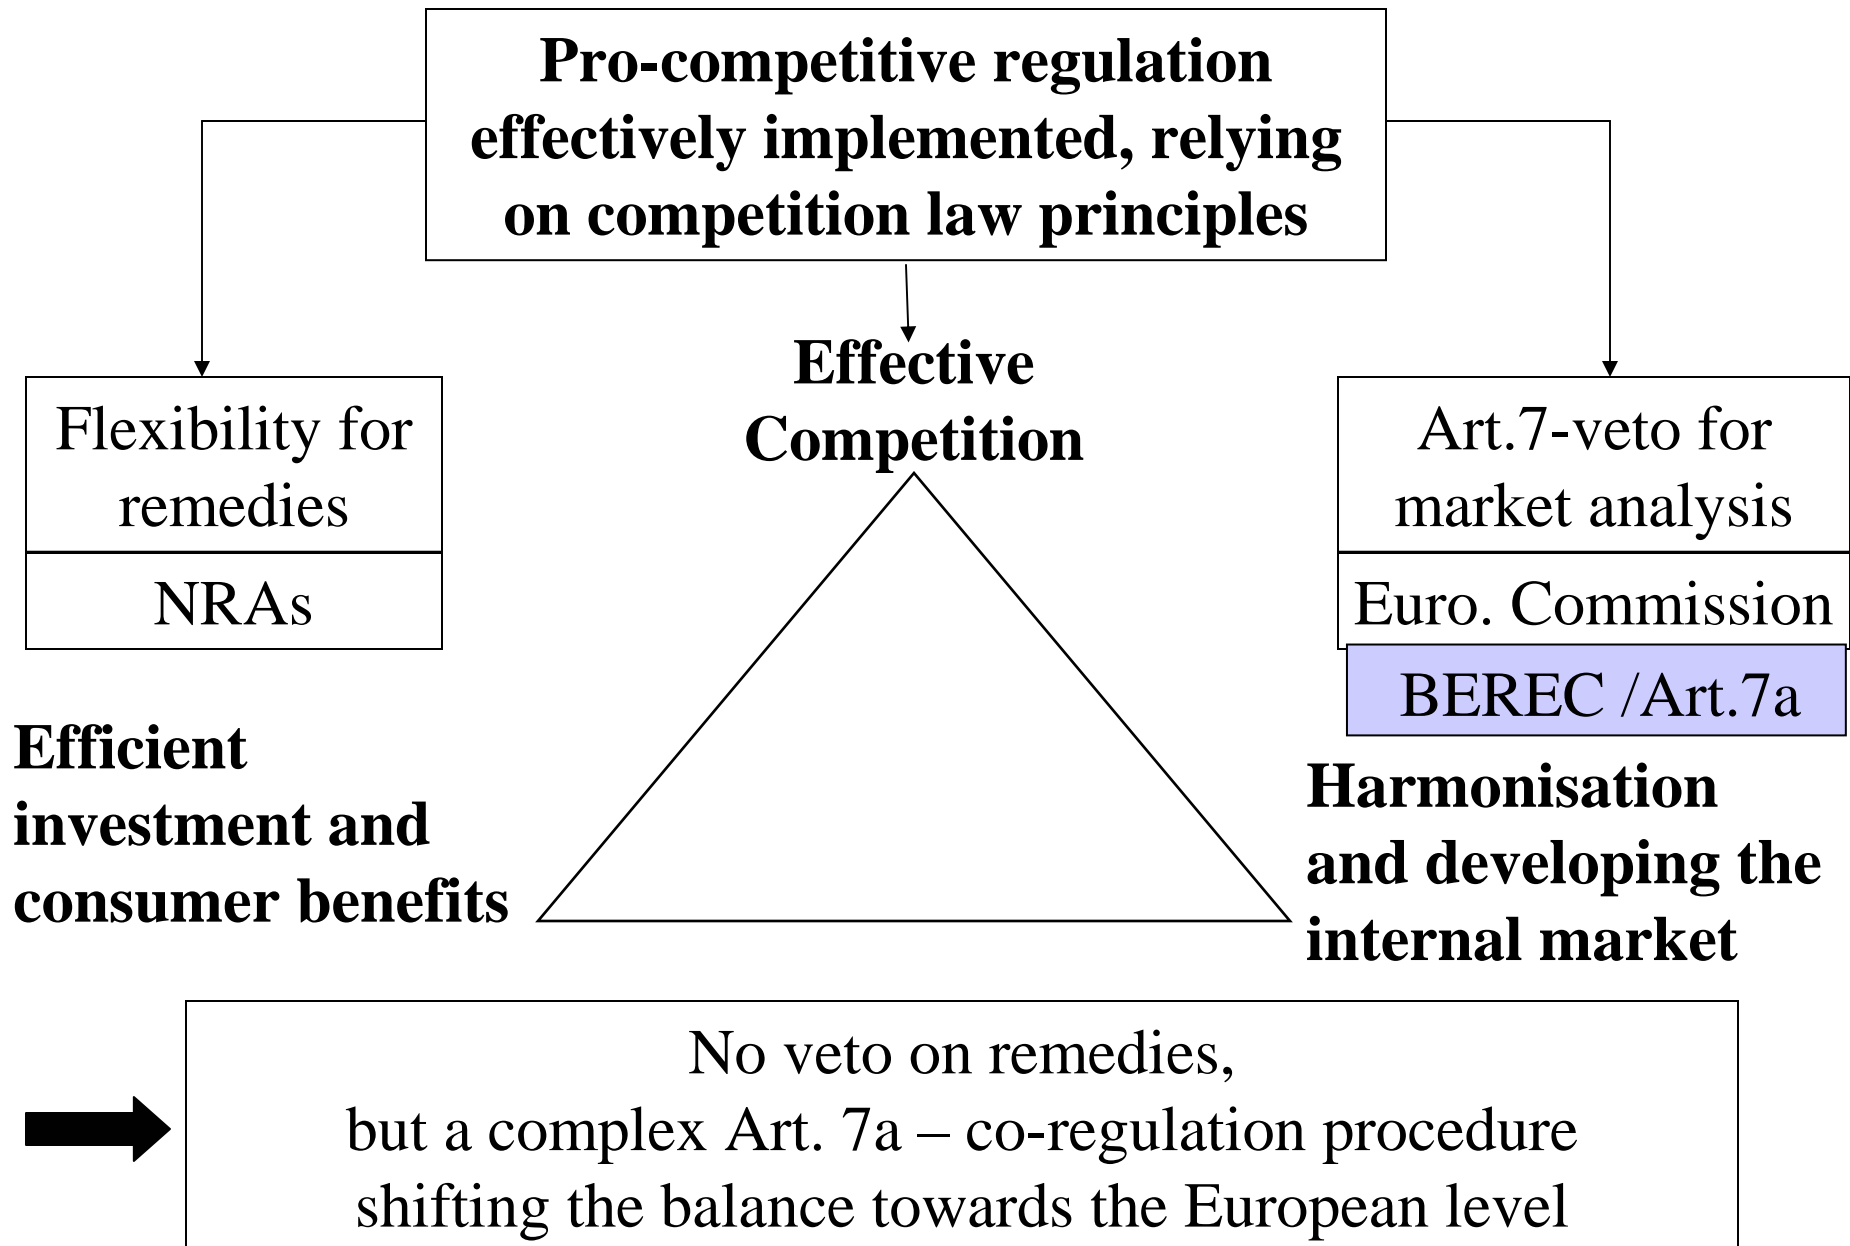 Pro-competitive regulation
effectively implemented, relying
on competition law principles
Effective
Competition
Flexibility for
remedies
NRAs
Art.7-veto for
market analysis
Euro. Commission
BEREC /Art.7a
Efficient
investment and
consumer benefits
Harmonisation
and developing the
internal market
No veto on remedies,
but a complex Art. 7a – co-regulation procedure
shifting the balance towards the European level